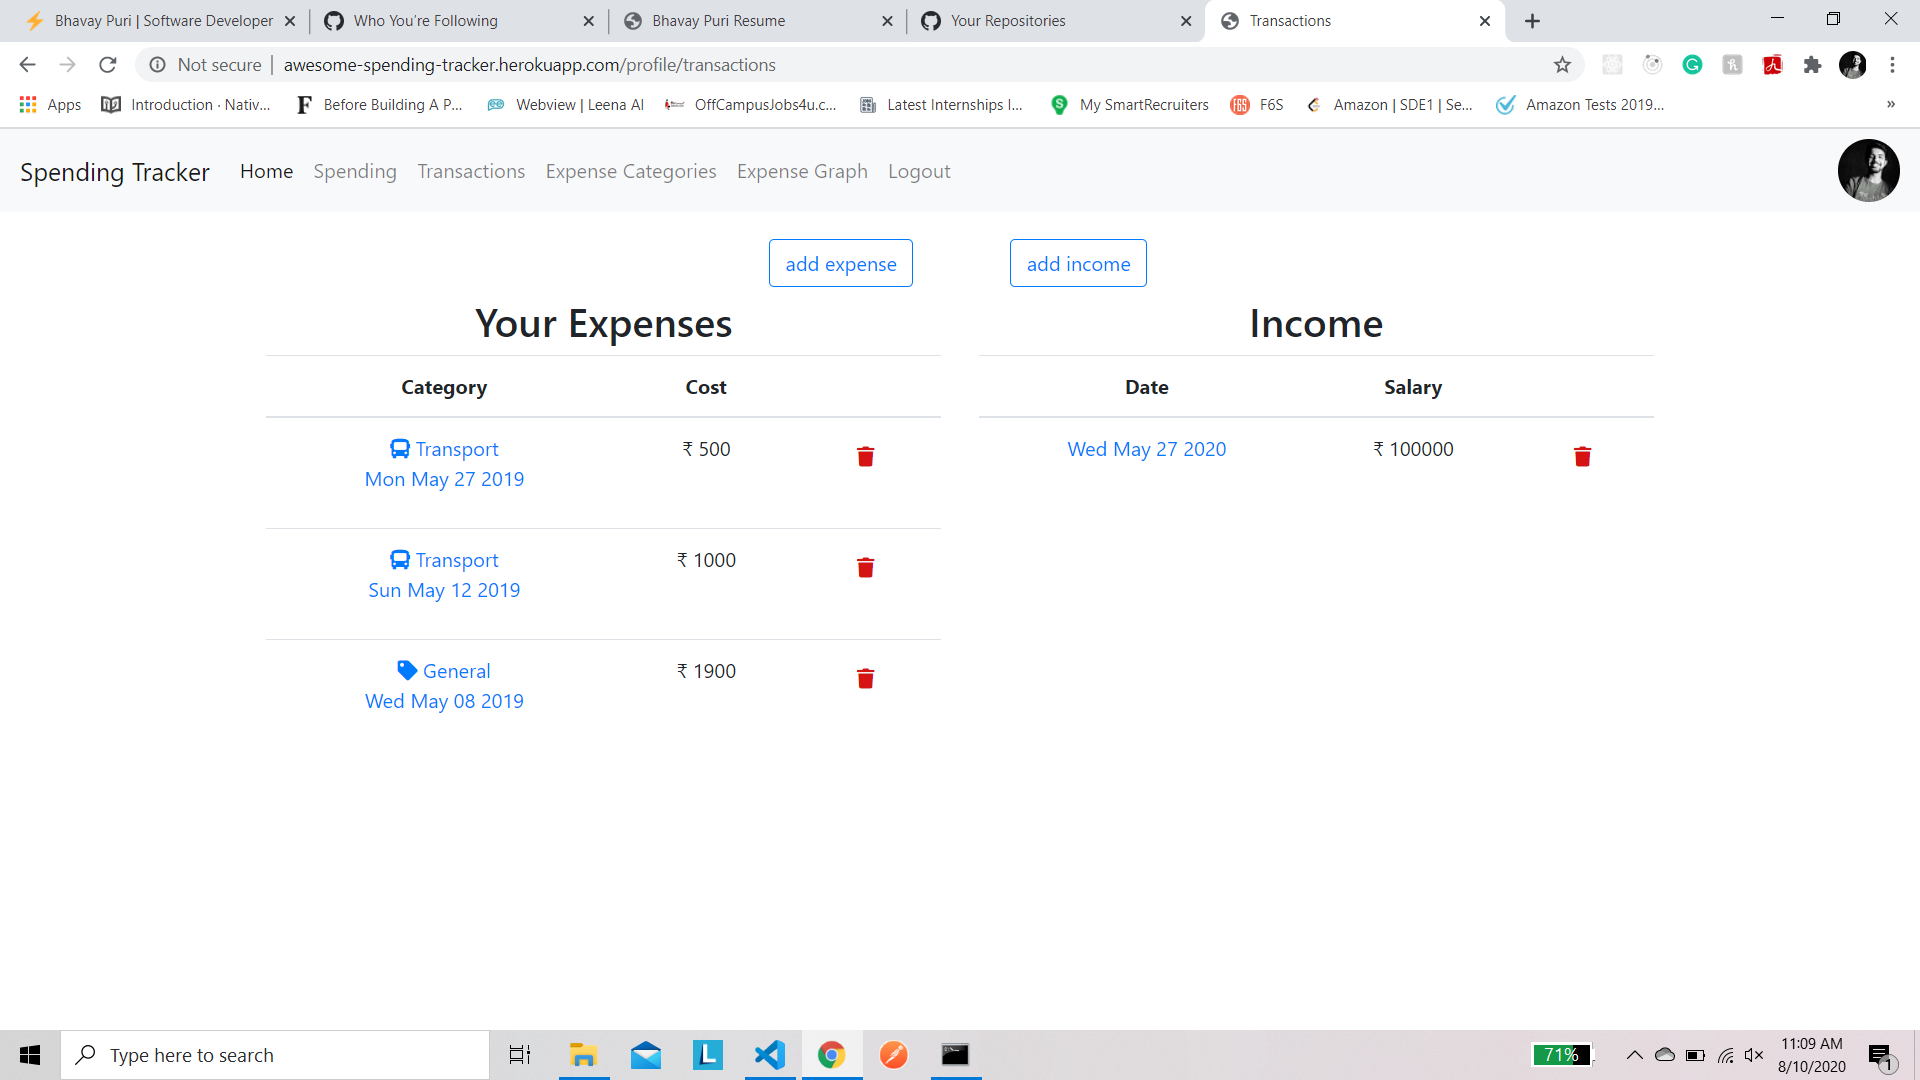 Bhavay Puri | Software Developer
Who You're Following
Bhavay Puri Resume
Your Repositories
Transactions
Not secure | awesome-spending-tracker.herokuapp.com/profile/transactions
Apps
Introduction · Nativ...
Before Building A P...
Webview | Leena AI
OffCampusJobs4u.c...
Latest Internships I...
My SmartRecruiters
F6S
Amazon | SDE1 | Se...
Amazon Tests 2019...
»
Spending Tracker Home Spending Transactions Expense Categories Expense Graph Logout
add expense
add income
Your Expenses
Category Cost
Transport ₹ 500
Mon May 27 2019
Transport ₹ 1000
Sun May 12 2019
General ₹ 1900
Wed May 08 2019
Income
Date Salary
Wed May 27 2020 ₹ 100000
Type here to search
71%
11:09 AM
8/10/2020
1